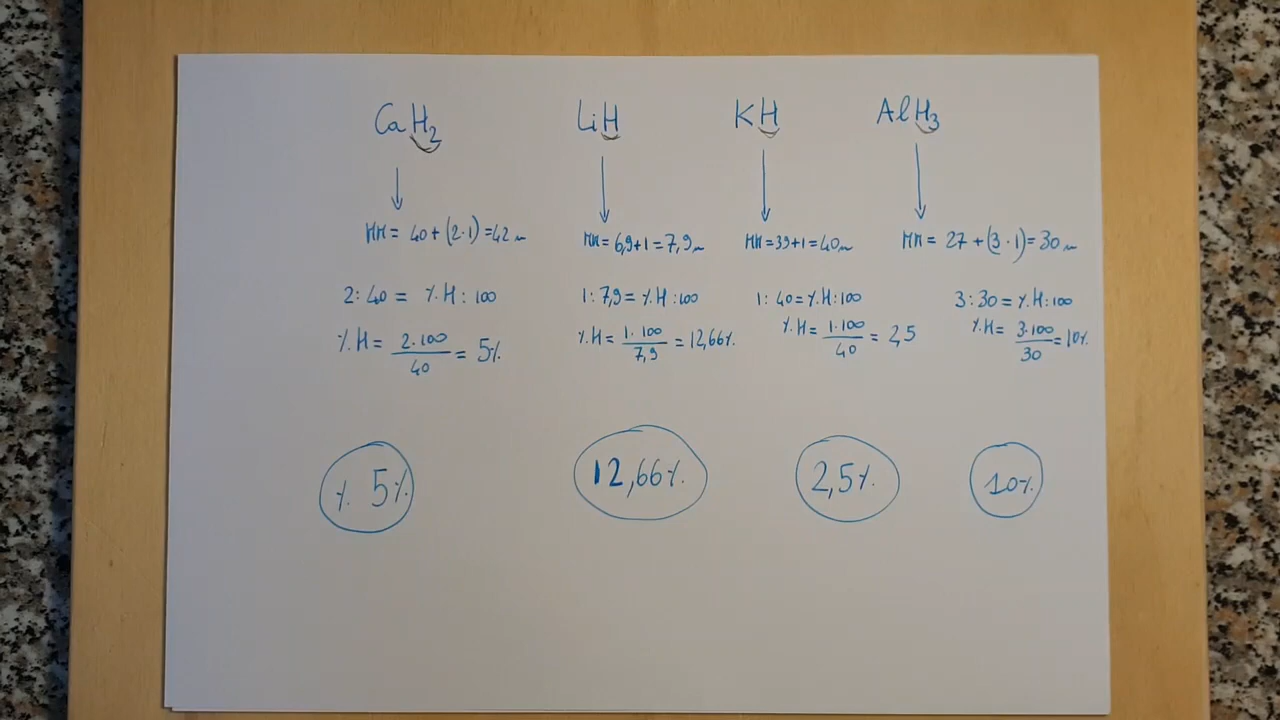 CaH2 LiH KH AlH3
MM= 40+(2·1)=42 u MM=6,9+1=7,9 u MM=39+1=40 u MM= 27+(3·1)=30 u
2:40 = %H:100 1:7,9=%H:100 1:40=%H:100 3:30=%H:100
%H= 2·100/40 = 5% %H= 1·100/7,9 = 12,66% %H= 1·100/40 = 2,5 %H= 3·100/30 =10%
% 5% 12,66% 2,5% 10%